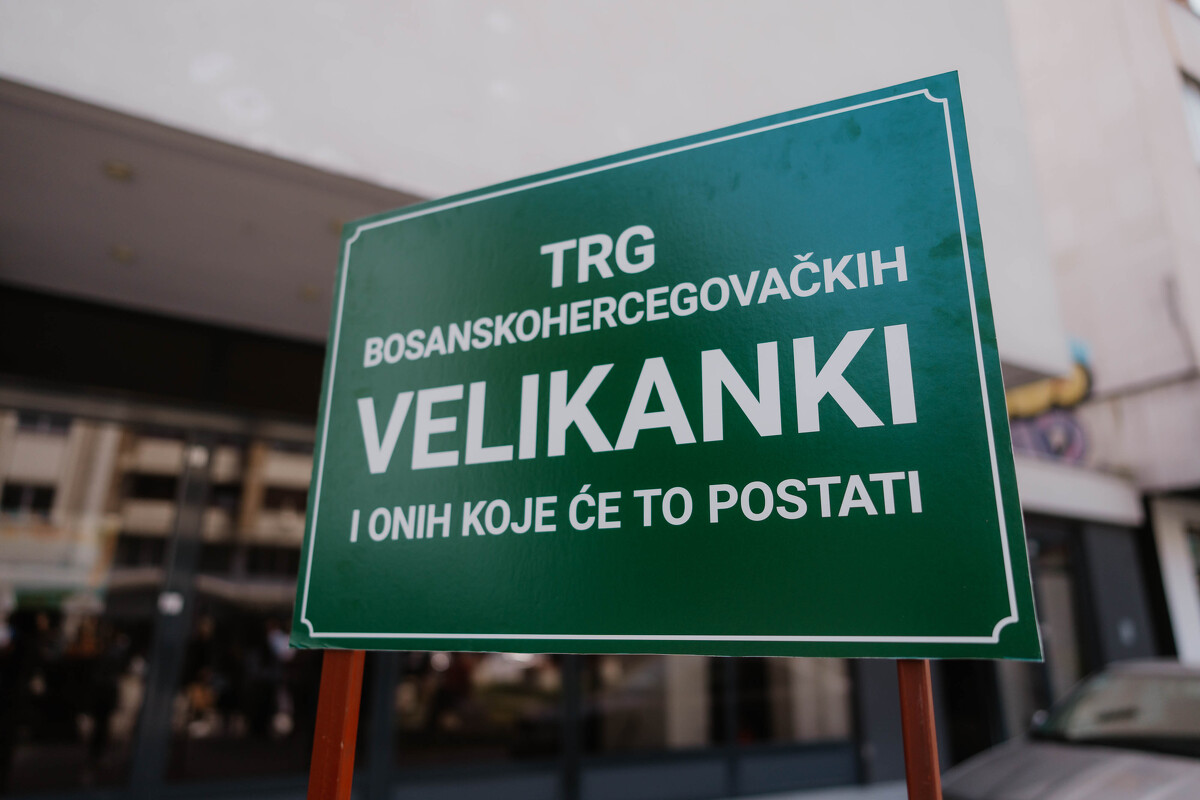 TRG
BOSANSKOHERCEGOVAČKIH
VELIKANKI
I ONIH KOJE ĆE TO POSTATI